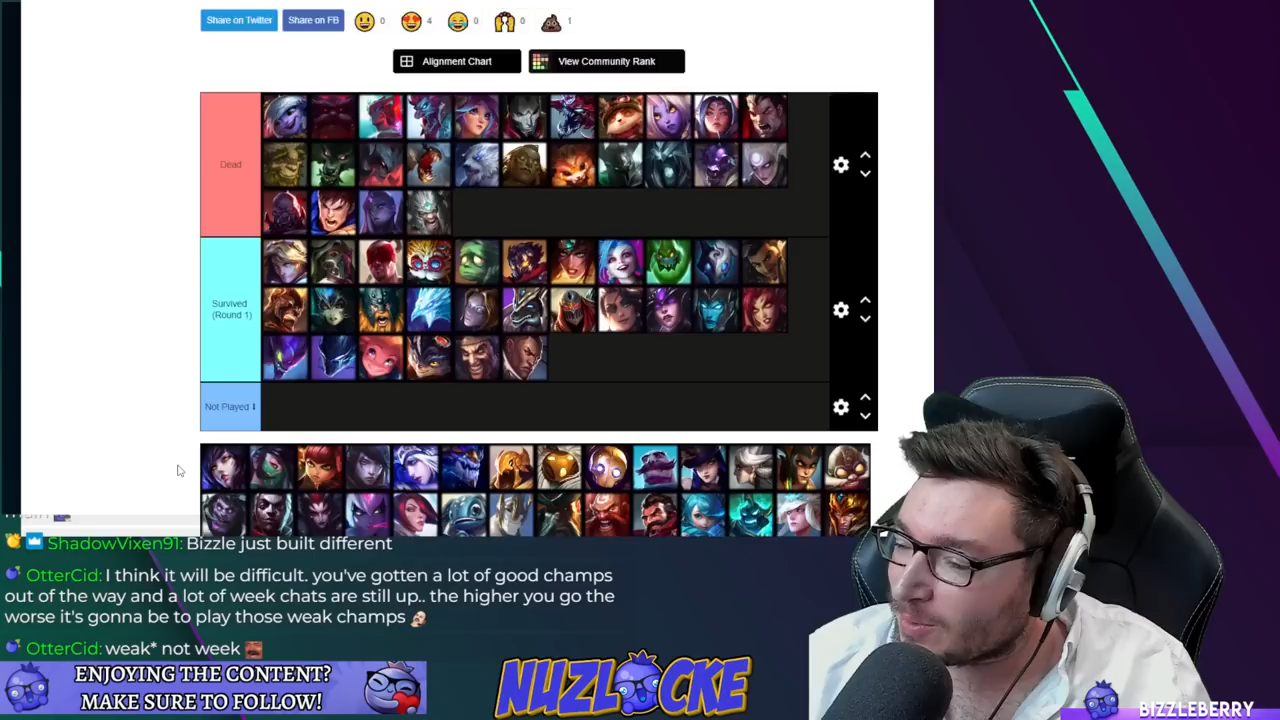 Share on Twitter
Share on FB
0
4
0
0
1
Alignment Chart
View Community Rank
Dead
Survived
(Round 1)
Not Played
ShadowVixen91: Bizzle just built different
OtterCid: I think it will be difficult. you've gotten a lot of good champs
out of the way and a lot of week chats are still up.. the higher you go the
worse it's gonna be to play those weak champs
OtterCid: weak* not week
ENJOYING THE CONTENT?
MAKE SURE TO FOLLOW!
NUZLOCKE
BIZZLEBERRY